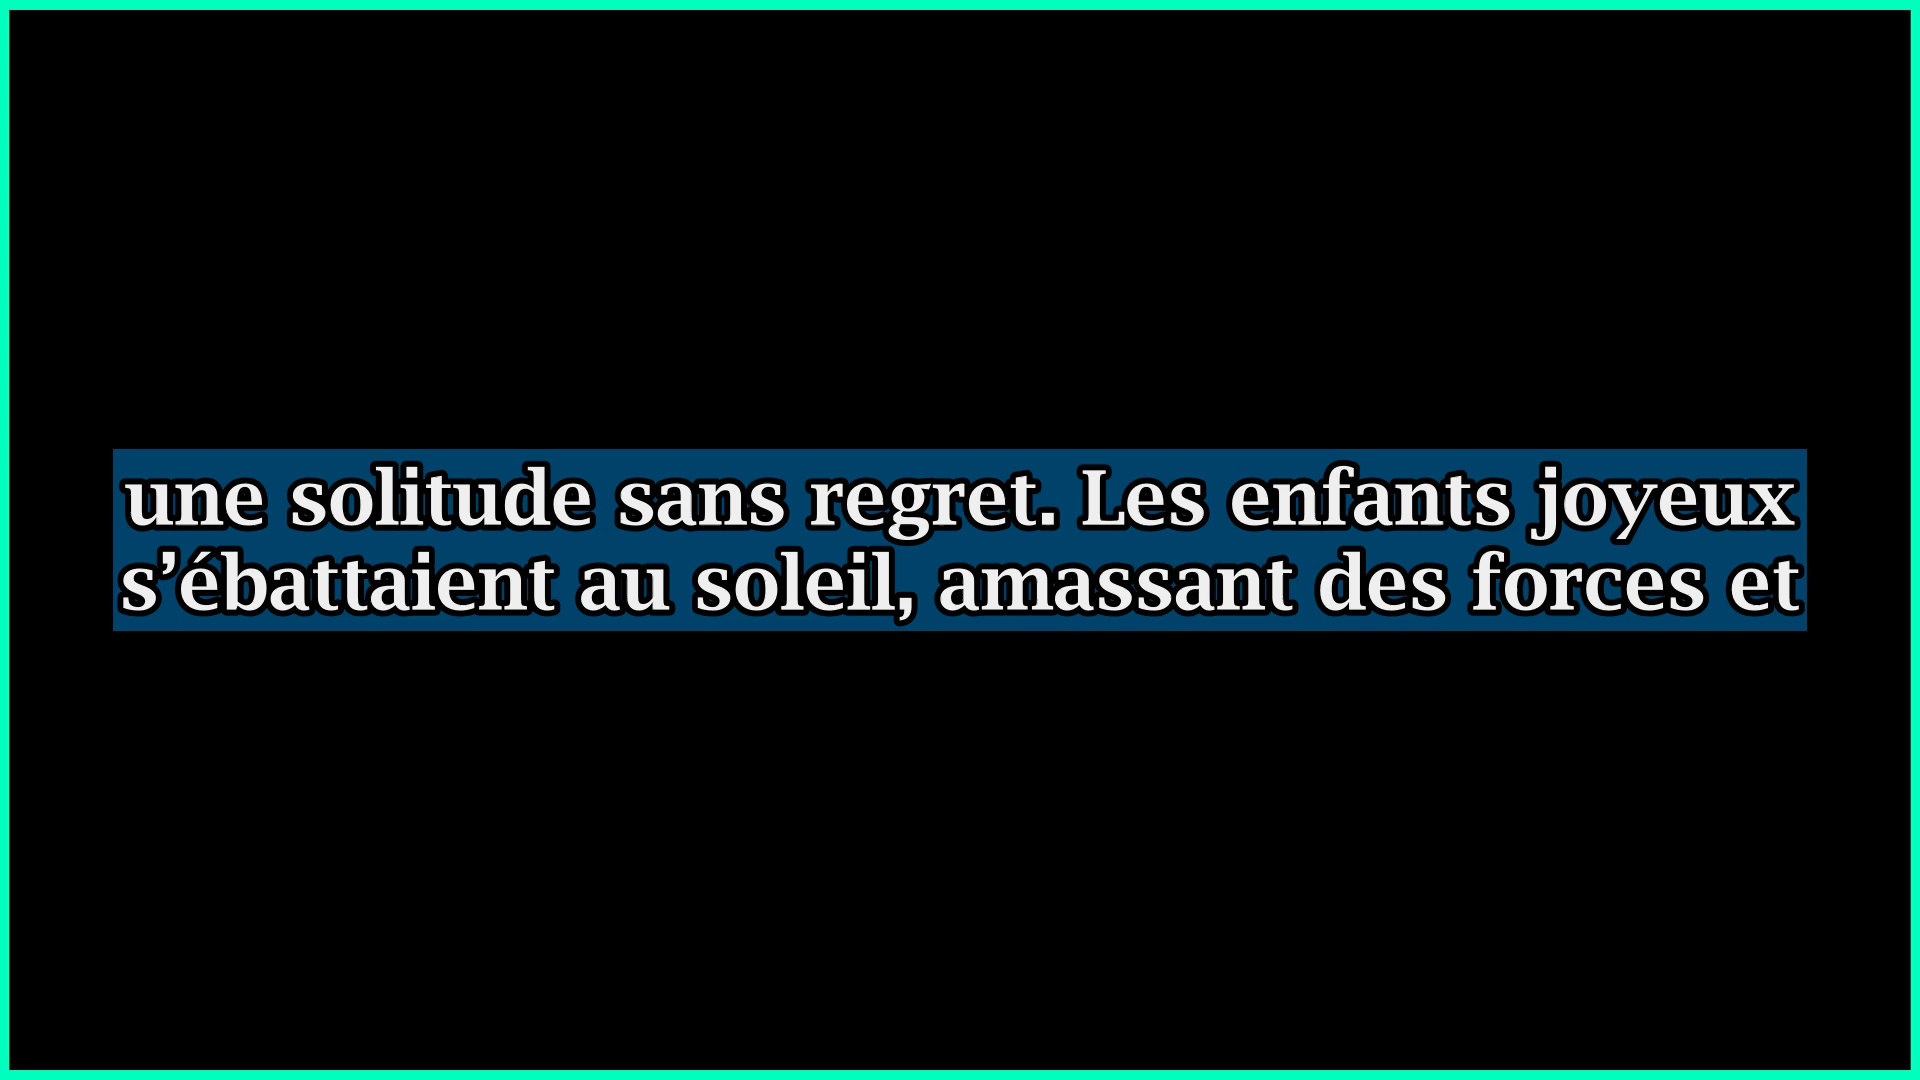 une solitude sans regret. Les enfants joyeux
s’ébattaient au soleil, amassant des forces et